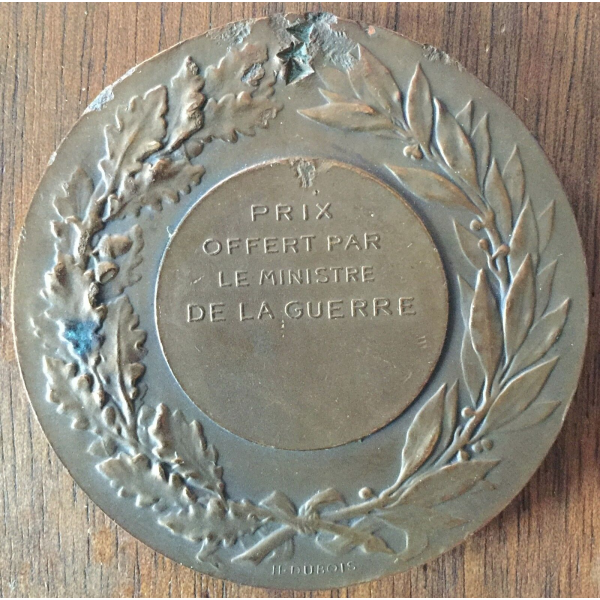 PRIX
OFFERT PAR
LE MINISTRE
DE LA GUERRE
H·DUBOIS